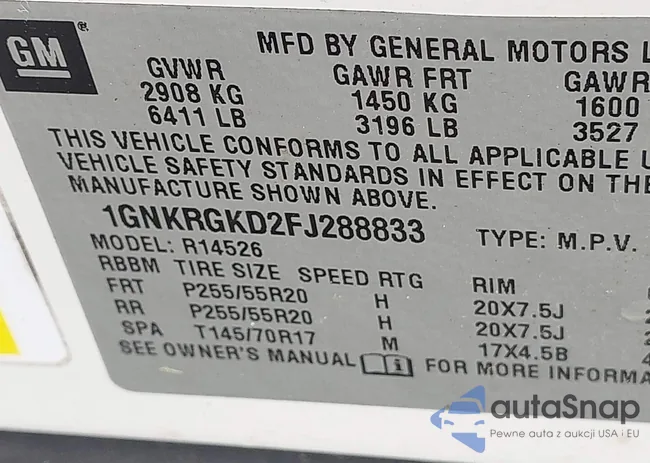 GM ®
MFD BY GENERAL MOTORS L
GVWR GAWR FRT GAWR
2908 KG 1450 KG 1600
6411 LB 3196 LB 3527
THIS VEHICLE CONFORMS TO ALL APPLICABLE U
VEHICLE SAFETY STANDARDS IN EFFECT ON THE
MANUFACTURE SHOWN ABOVE.
1GNKRGKD2FJ288833 TYPE: M.P.V.
MODEL: R14526
RBBM TIRE SIZE SPEED RTG RIM
FRT P255/55R20 H 20X7.5J
RR P255/55R20 H 20X7.5J
SPA T145/70R17 M 17X4.5B
SEE OWNER'S MANUAL i FOR MORE INFORMA
autaSnap
Pewne auta z aukcji USA i EU